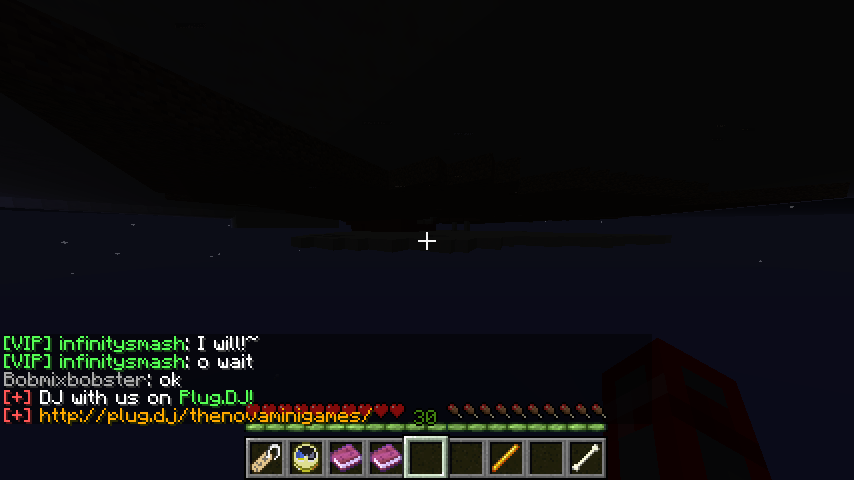 [VIP] infinitysmash: I will!~
[VIP] infinitysmash: o wait
Bobmixbobster: ok
[+] DJ with us on Plug.DJ!
[+] http://plug.dj/thenovaminigames/
30